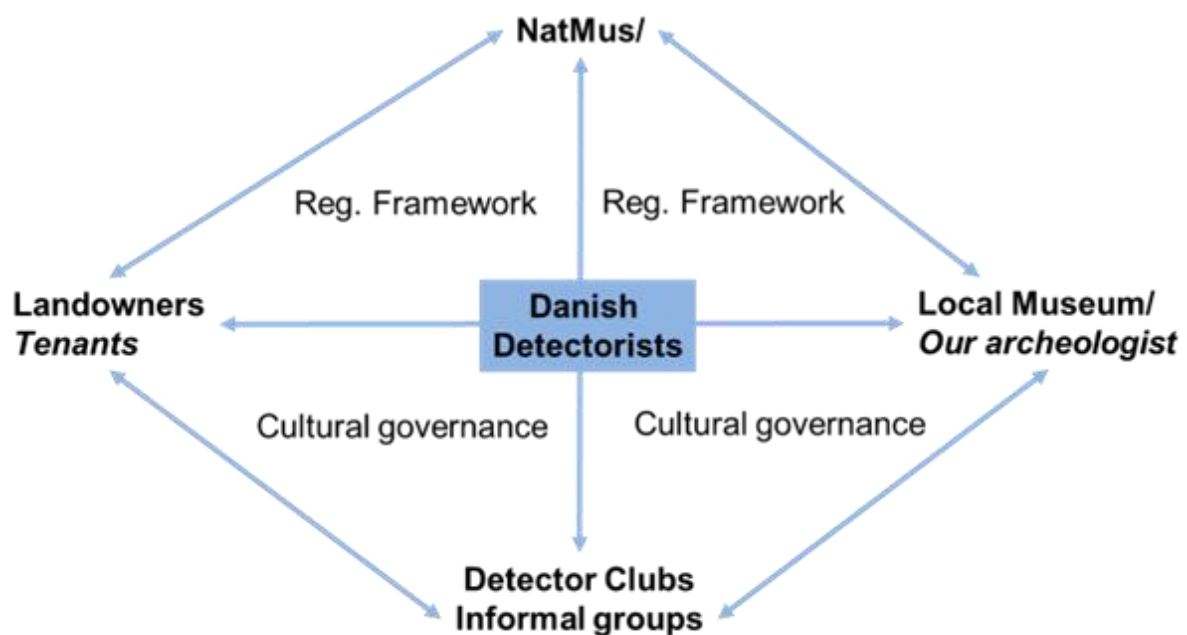 NatMus/
Reg. Framework
Reg. Framework
Landowners
Tenants
Danish
Detectorists
Local Museum/
Our archeologist
Cultural governance
Cultural governance
Detector Clubs
Informal groups